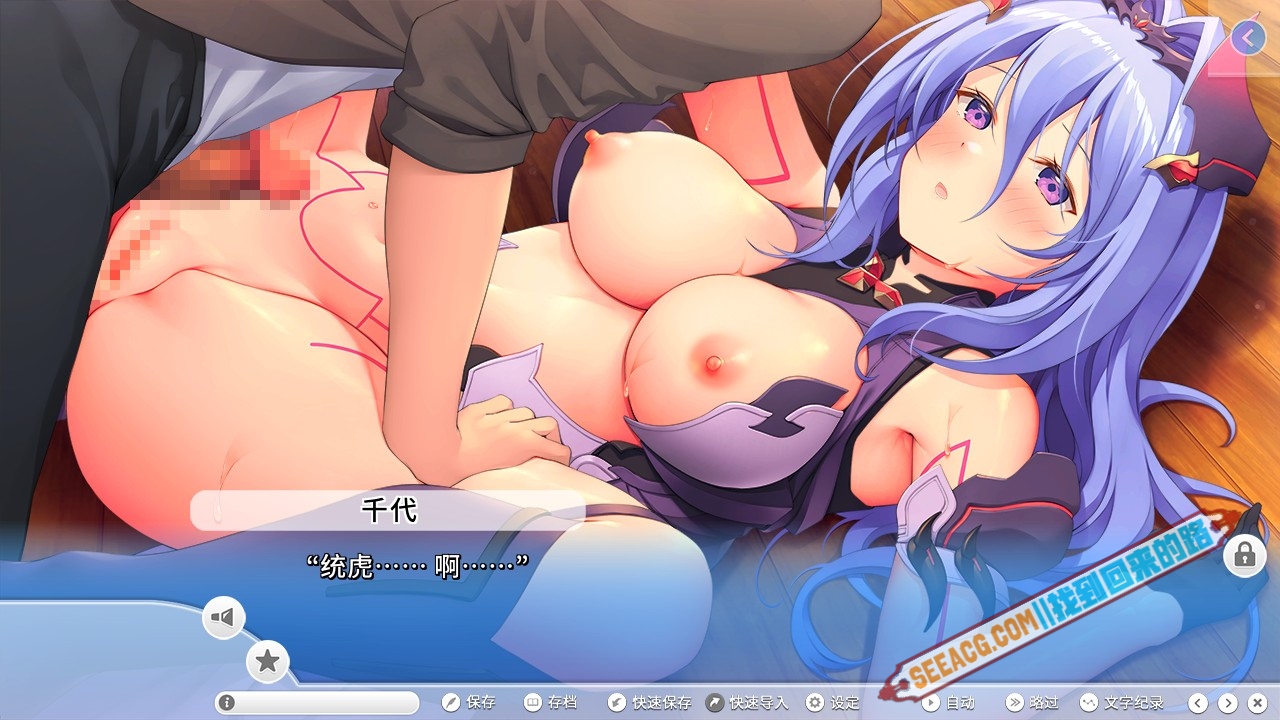 千代
“统虎…… 啊……”
SEEACG.COM||找到回来的路
保存
存档
快速保存
快速导入
设定
自动
略过
文字纪录